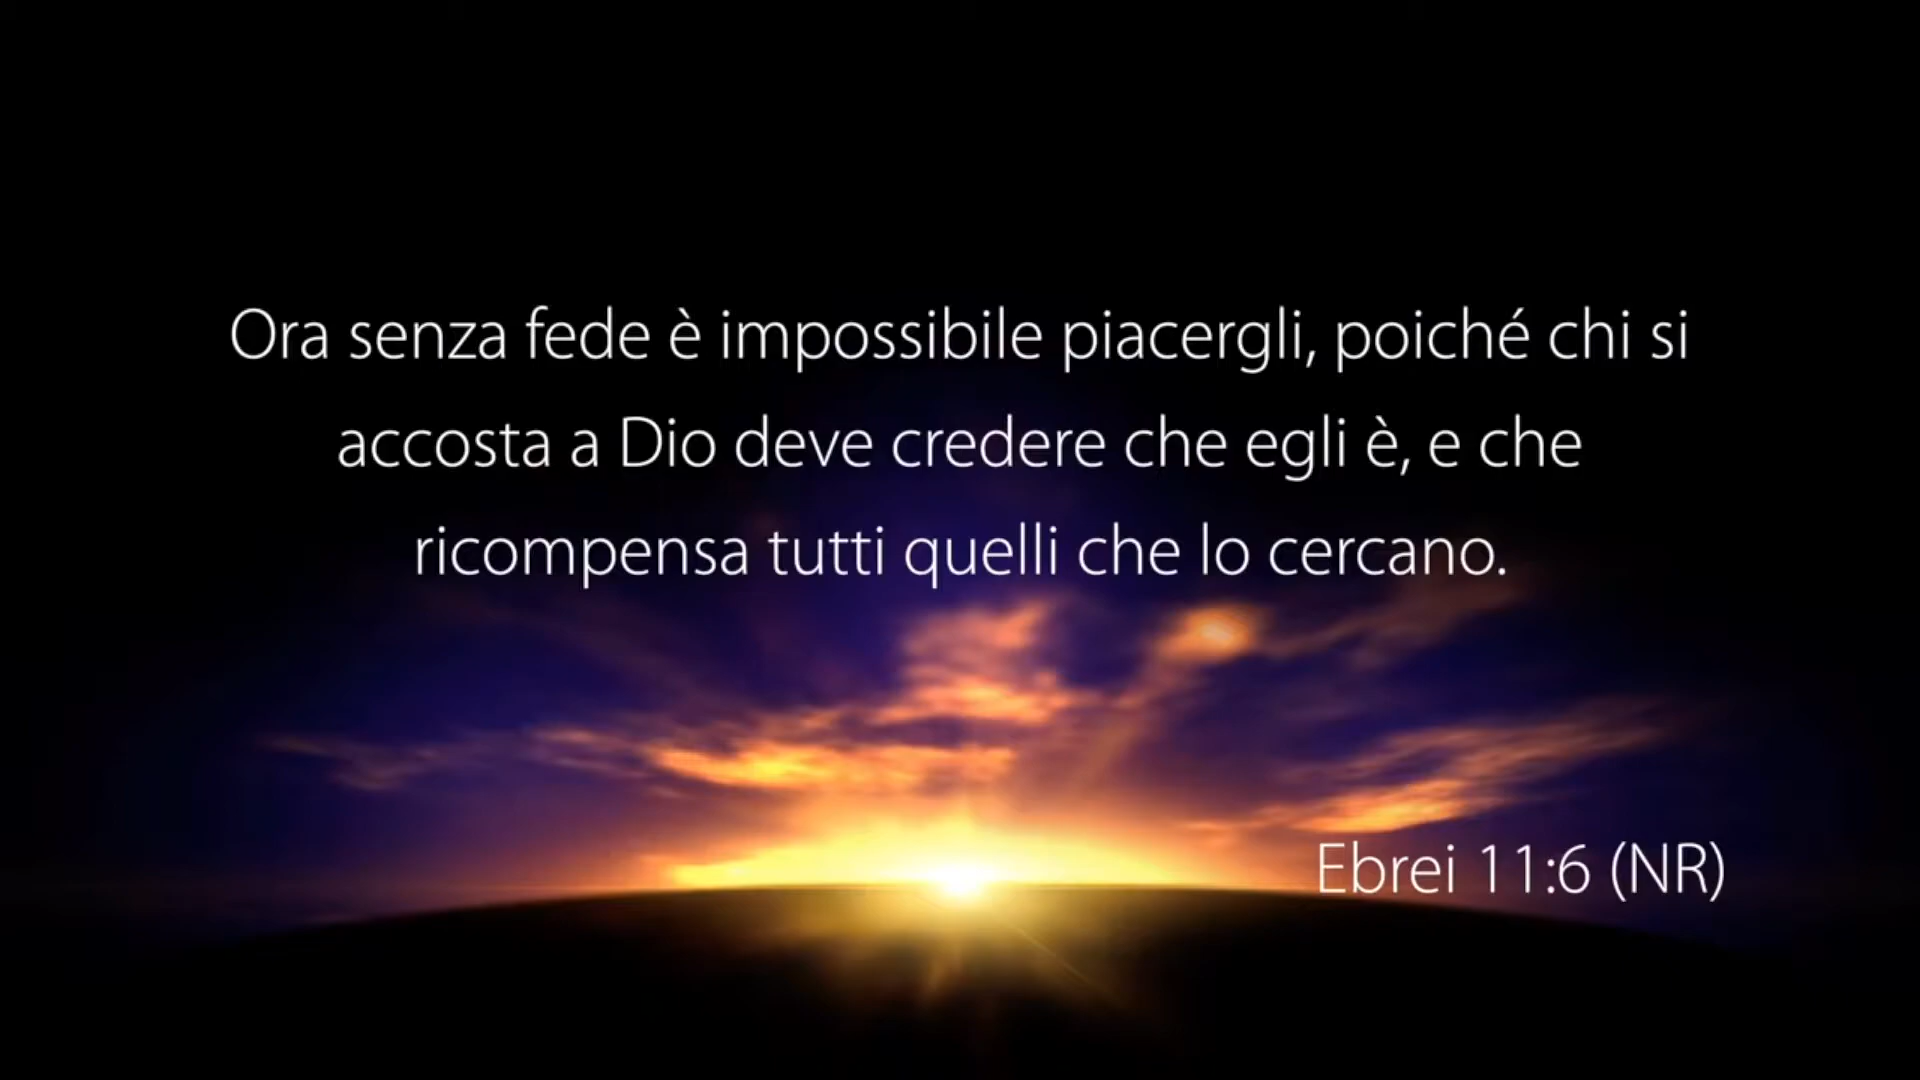 Ora senza fede è impossibile piacergli, poiché chi si
accosta a Dio deve credere che egli è, e che
ricompensa tutti quelli che lo cercano.
Ebrei 11:6 (NR)